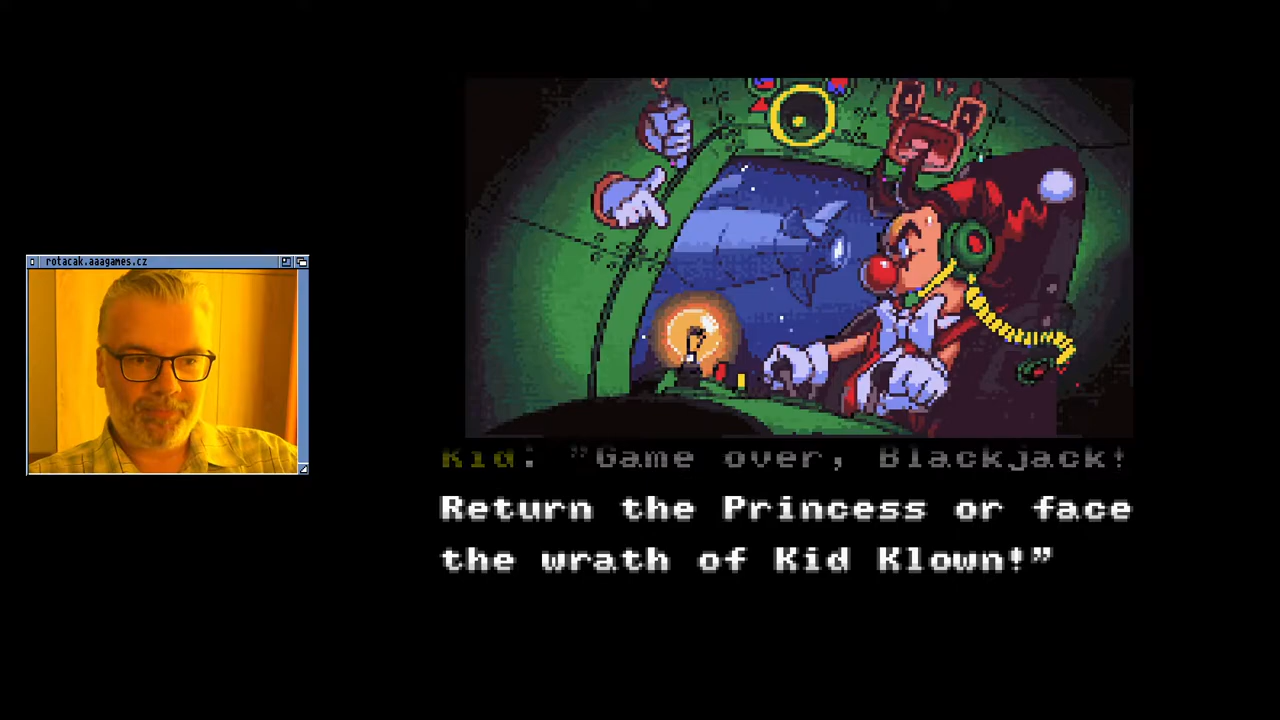 rotacak.aaagames.cz
Kid: "Game over, Blackjack!
Return the Princess or face
the wrath of Kid Klown!"